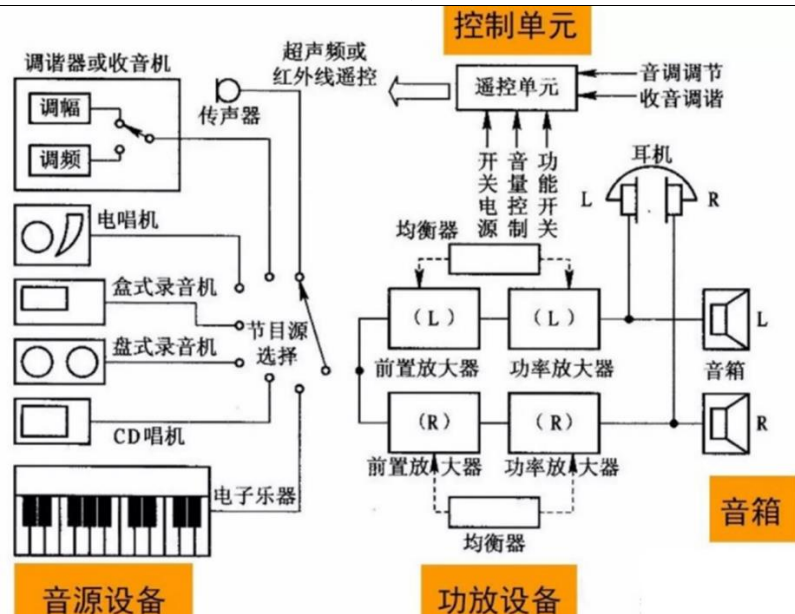 控制单元
调谐器或收音机
调幅
调频
传声器
超声频或
红外线遥控
遥控单元
音调调节
收音调谐
开关电源
音量控制
功能开关
耳机
L
R
电唱机
盒式录音机
盘式录音机
CD唱机
电子乐器
节目源
选择
均衡器
(L)
(L)
前置放大器
功率放大器
L
音箱
(R)
(R)
R
前置放大器
功率放大器
均衡器
音箱
音源设备
功放设备